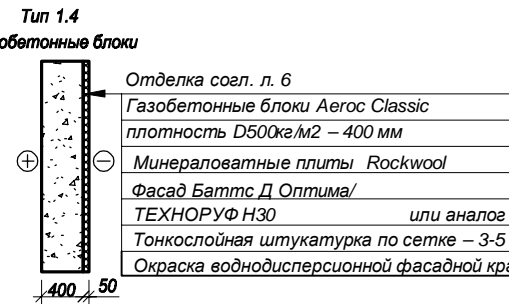 Тип 1.4
обетонные блоки
Отделка согл. л. 6
Газобетонные блоки Aeroc Classic
плотность D500кг/м2 – 400 мм
Минераловатные плиты Rockwool
Фасад Баттс Д Оптима/
ТЕХНОРУФ Н30 или аналог
Тонкослойная штукатурка по сетке – 3-5
Окраска воднодисперсионной фасадной кра
+ −
400 50